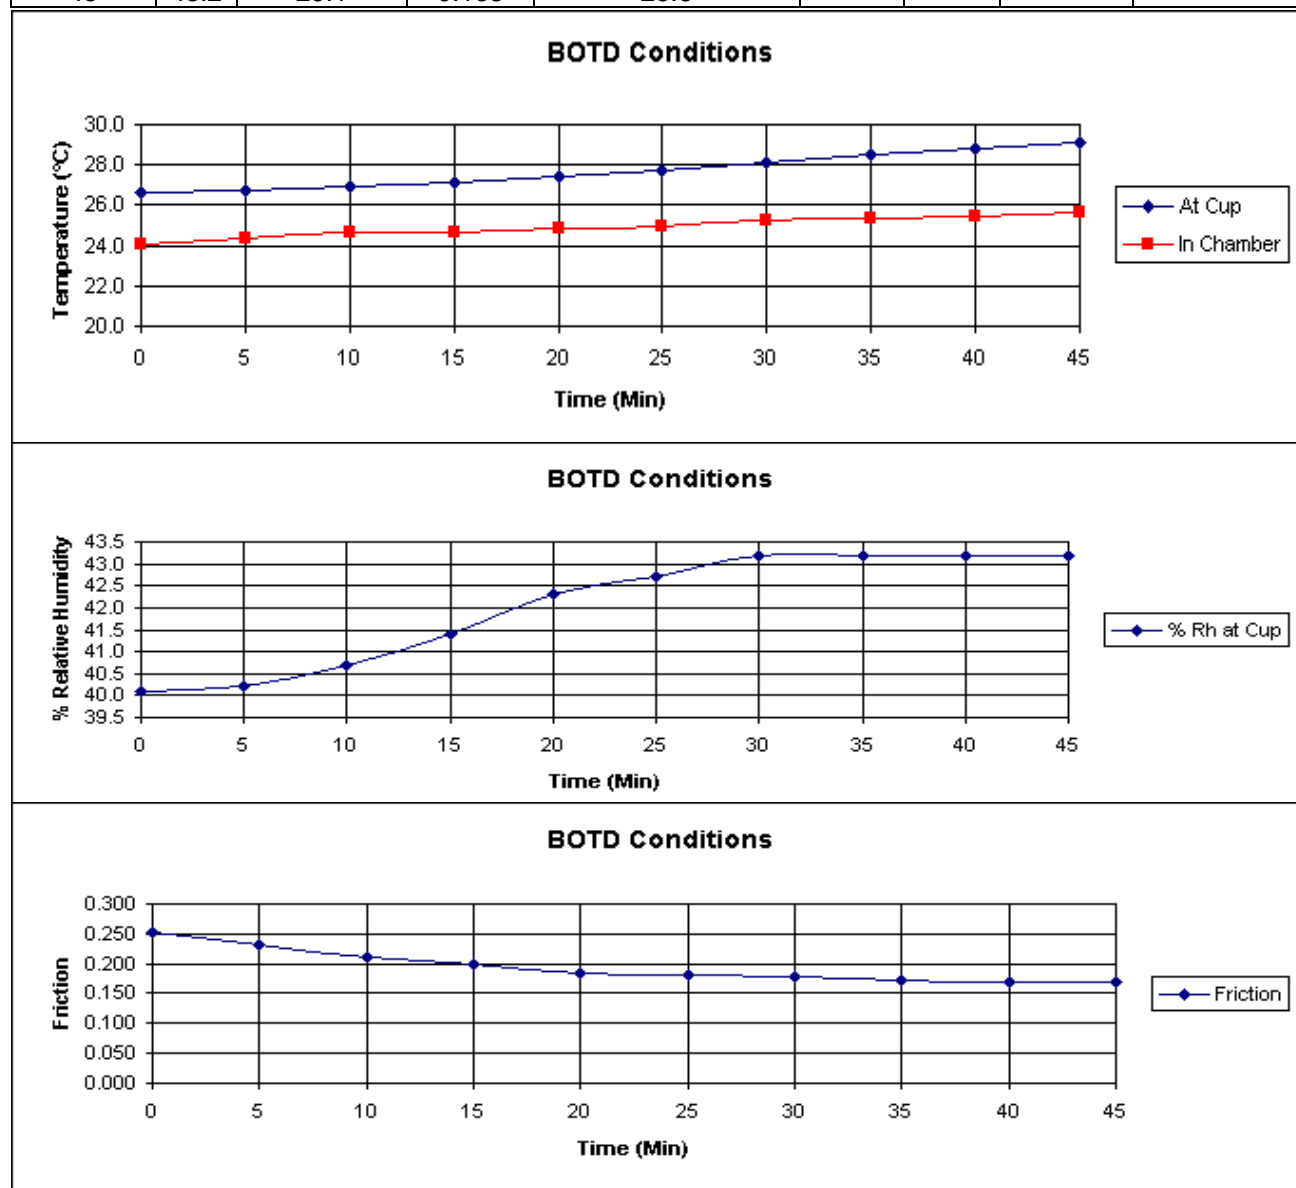 BOTD Conditions
Temperature (°C)
30.0
28.0
26.0
24.0
22.0
20.0
0 5 10 15 20 25 30 35 40 45
Time (Min)
At Cup
In Chamber
BOTD Conditions
% Relative Humidity
43.5
43.0
42.5
42.0
41.5
41.0
40.5
40.0
39.5
0 5 10 15 20 25 30 35 40 45
Time (Min)
% Rh at Cup
BOTD Conditions
Friction
0.300
0.250
0.200
0.150
0.100
0.050
0.000
0 5 10 15 20 25 30 35 40 45
Time (Min)
Friction